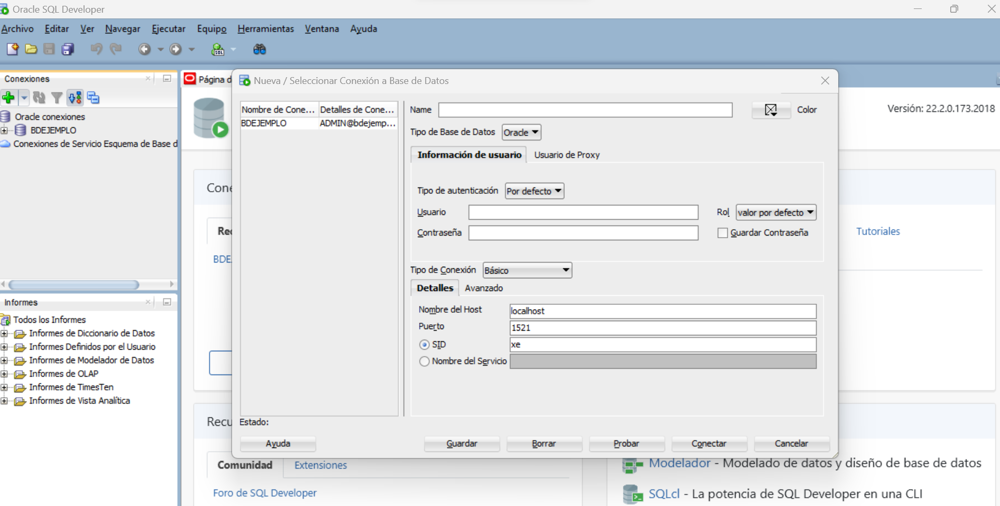 Oracle SQL Developer
Archivo Editar Ver Navegar Ejecutar Equipo Herramientas Ventana Ayuda
SQL
Conexiones
Oracle conexiones
BDEJEMPLO
Conexiones de Servicio Esquema de Base d
Informes
Todos los Informes
Informes de Diccionario de Datos
Informes Definidos por el Usuario
Informes de Modelador de Datos
Informes de OLAP
Informes de TimesTen
Informes de Vista Analítica
Página d
Versión: 22.2.0.173.2018
Cone
Rec
BDE
Tutoriales
Recu
Nueva / Seleccionar Conexión a Base de Datos
Nombre de Cone... Detalles de Cone...
BDEJEMPLO ADMIN@bdejemp...
Name Color
Tipo de Base de Datos Oracle
Información de usuario Usuario de Proxy
Tipo de autenticación Por defecto
Usuario Rol valor por defecto
Contraseña Guardar Contraseña
Tipo de Conexión Básico
Detalles Avanzado
Nombre del Host localhost
Puerto 1521
SID xe
Nombre del Servicio
Estado:
Ayuda Guardar Borrar Probar Conectar Cancelar
Comunidad Extensiones
Foro de SQL Developer
Modelador - Modelado de datos y diseño de base de datos
SQLcl - La potencia de SQL Developer en una CLI